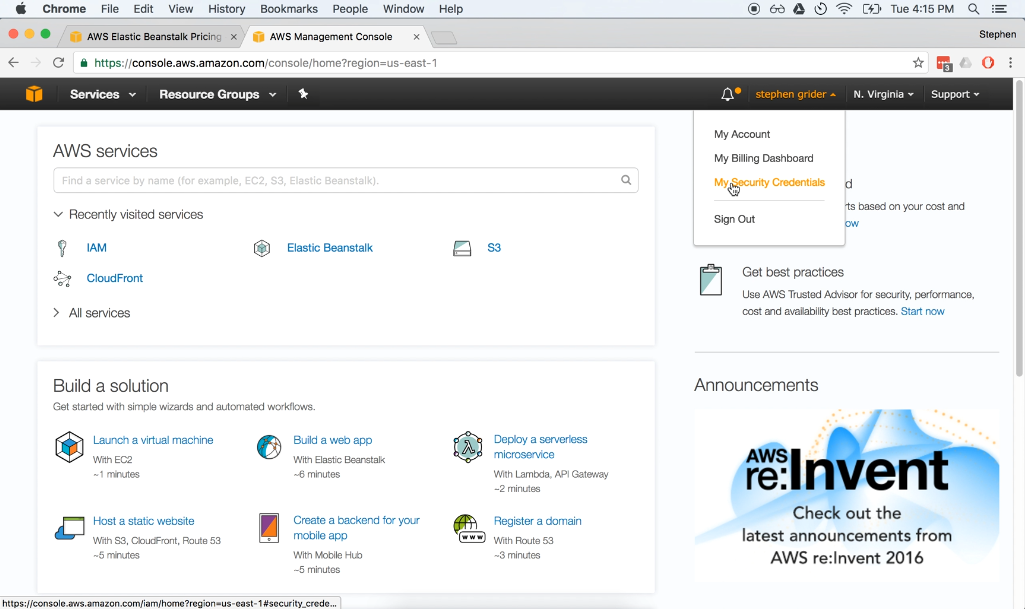 Chrome File Edit View History Bookmarks People Window Help Tue 4:15 PM
AWS Elastic Beanstalk Pricing AWS Management Console Stephen
https://console.aws.amazon.com/console/home?region=us-east-1 3
Services Resource Groups stephen grider N. Virginia Support
My Account
My Billing Dashboard
My Security Credentials
Sign Out
d
rts based on your cost and
ow
AWS services
Find a service by name (for example, EC2, S3, Elastic Beanstalk).
Recently visited services
IAM Elastic Beanstalk S3
CloudFront
All services
Get best practices
Use AWS Trusted Advisor for security, performance,
cost and availability best practices. Start now
Build a solution
Get started with simple wizards and automated workflows.
Launch a virtual machine
With EC2
~1 minutes
Build a web app
With Elastic Beanstalk
~6 minutes
Deploy a serverless
microservice
With Lambda, API Gateway
~2 minutes
Host a static website
With S3, CloudFront, Route 53
~5 minutes
Create a backend for your
mobile app
With Mobile Hub
~5 minutes
www
Register a domain
With Route 53
~3 minutes
Announcements
AWS
re:Invent
Check out the
latest announcements from
AWS re:Invent 2016
https://console.aws.amazon.com/iam/home?region=us-east-1#security_crede...